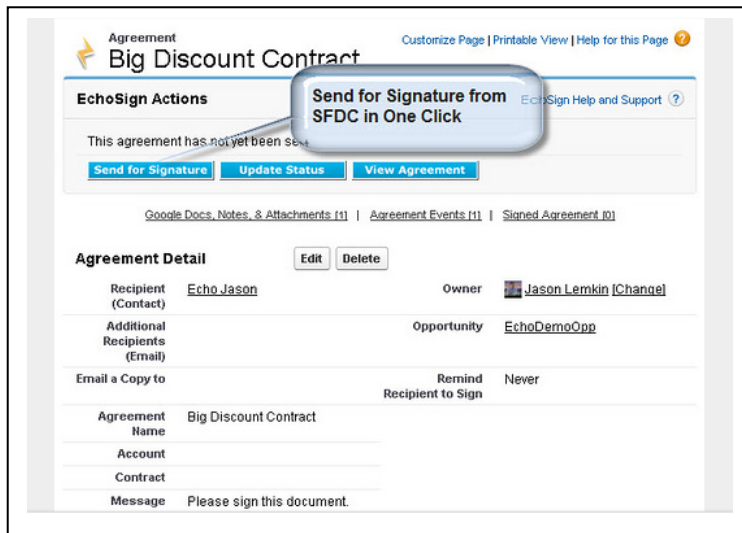 Agreement
Big Discount Contract
Customize Page | Printable View | Help for this Page
EchoSign Actions
Send for Signature from
SFDC in One Click
EchoSign Help and Support
This agreement has not yet been
Send for Signature Update Status View Agreement
Google Docs, Notes, & Attachments [1] | Agreement Events [1] | Signed Agreement [0]
Agreement Detail Edit Delete
Recipient
(Contact)
Echo Jason
Owner
Jason Lemkin [Change]
Additional
Recipients
(Email)
Opportunity
EchoDemoOpp
Email a Copy to
Remind
Recipient to Sign
Never
Agreement
Name
Big Discount Contract
Account
Contract
Message Please sign this document.